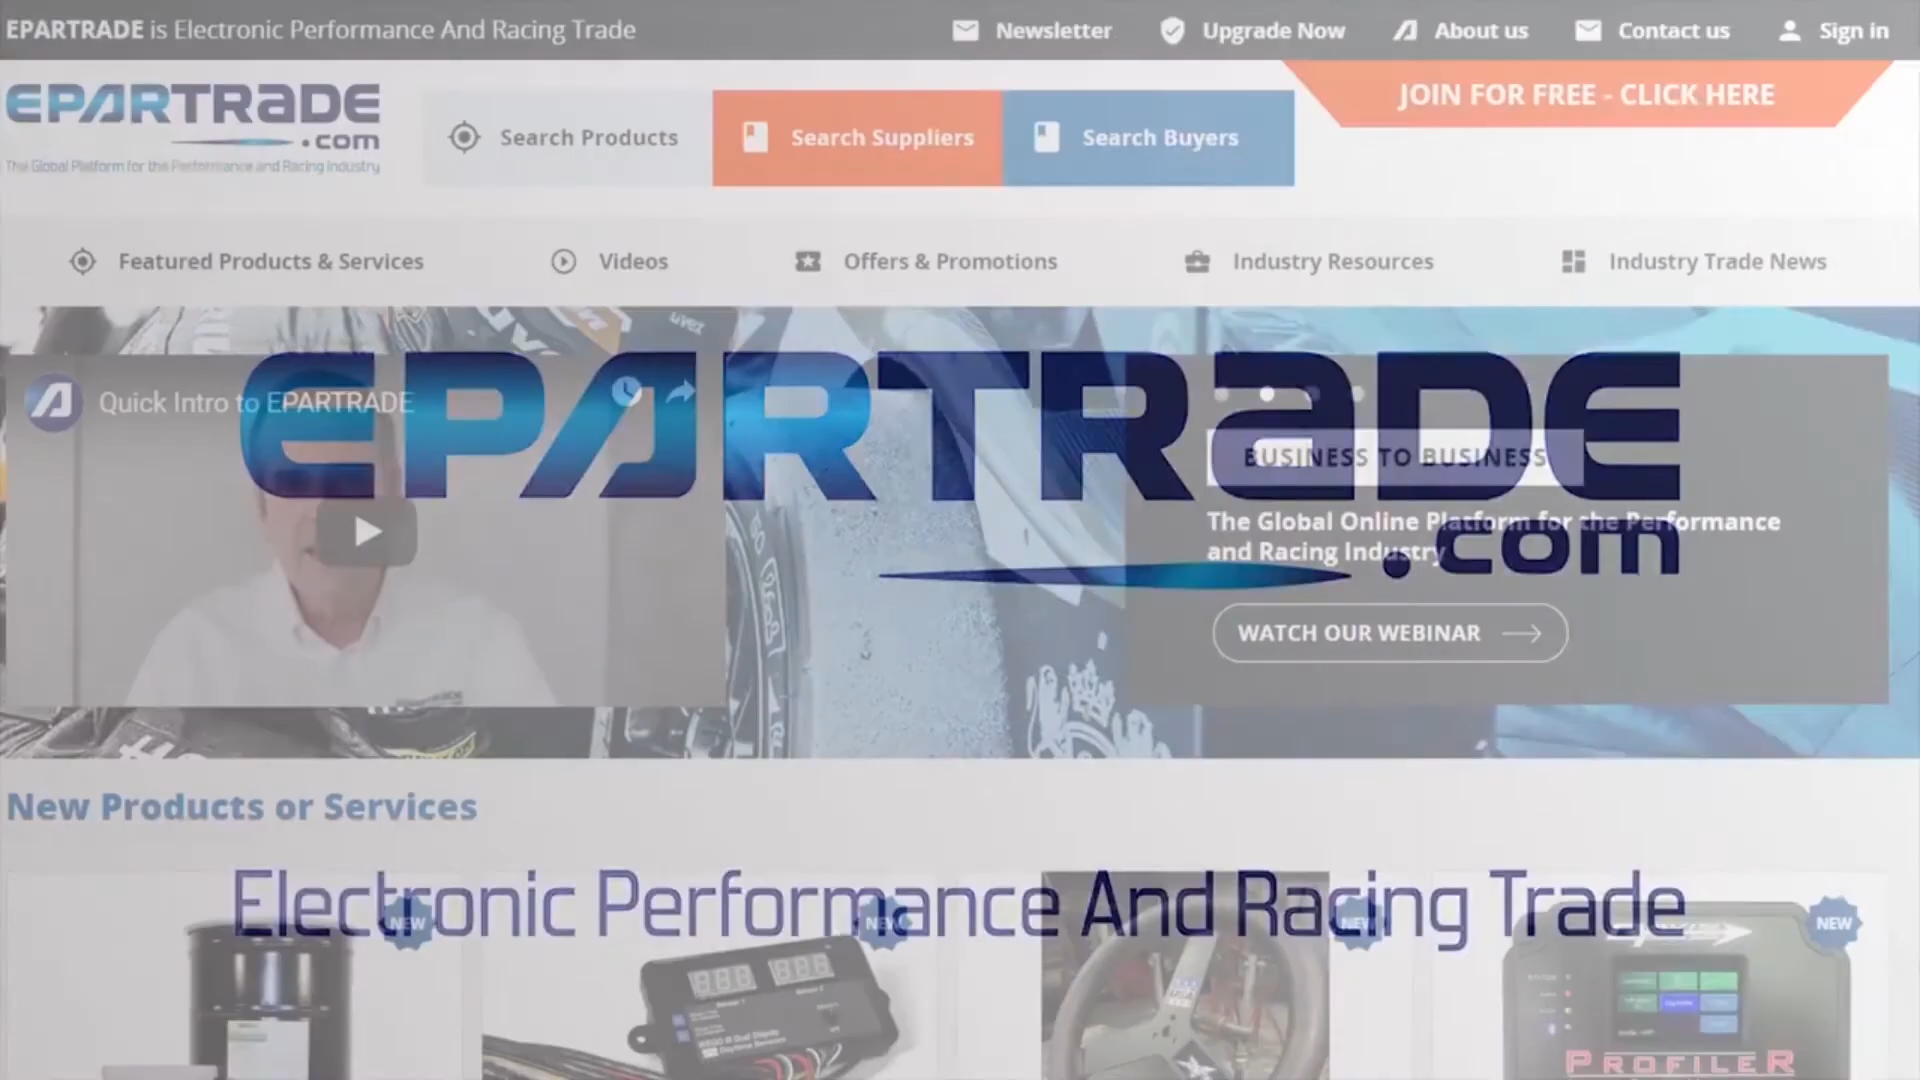 EPARTRADE is Electronic Performance And Racing Trade
Newsletter
Upgrade Now
About us
Contact us
Sign in
EPARTRADE
.com
The Global Platform for the Performance and Racing Industry
Search Products
Search Suppliers
Search Buyers
JOIN FOR FREE - CLICK HERE
Featured Products & Services
Videos
Offers & Promotions
Industry Resources
Industry Trade News
uvex
Quick Intro to EPARTRADE
EPARTRADE
.com
BUSINESS TO BUSINESS
The Global Online Platform for the Performance
and Racing Industry
WATCH OUR WEBINAR
New Products or Services
Electronic Performance And Racing Trade
NEW
NEW
NEW
NEW
PROFILER